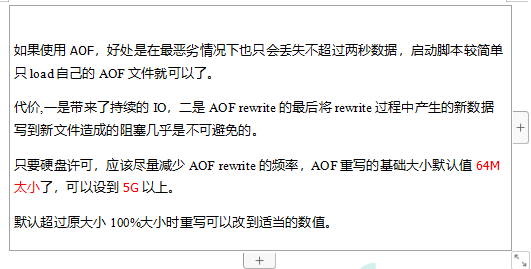 如果使用 AOF，好处是在最恶劣情况下也只会丢失不超过两秒数据，启动脚本较简单
只 load 自己的 AOF 文件就可以了。
代价,一是带来了持续的 IO，二是 AOF rewrite 的最后将 rewrite 过程中产生的新数据
写到新文件造成的阻塞几乎是不可避免的。
只要硬盘许可，应该尽量减少 AOF rewrite 的频率，AOF 重写的基础大小默认值 64M
太小了，可以设到 5G 以上。
默认超过原大小 100%大小时重写可以改到适当的数值。